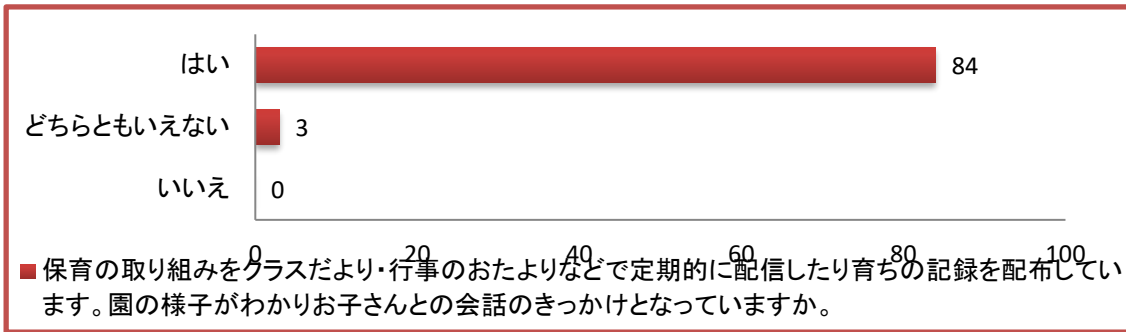 はい 84
どちらともいえない 3
いいえ 0
0 20 40 60 80 100
保育の取り組みをクラスだより・行事のおたよりなどで定期的に配信したり育ちの記録を配布してい
ます。園の様子がわかりお子さんとの会話のきっかけとなっていますか。